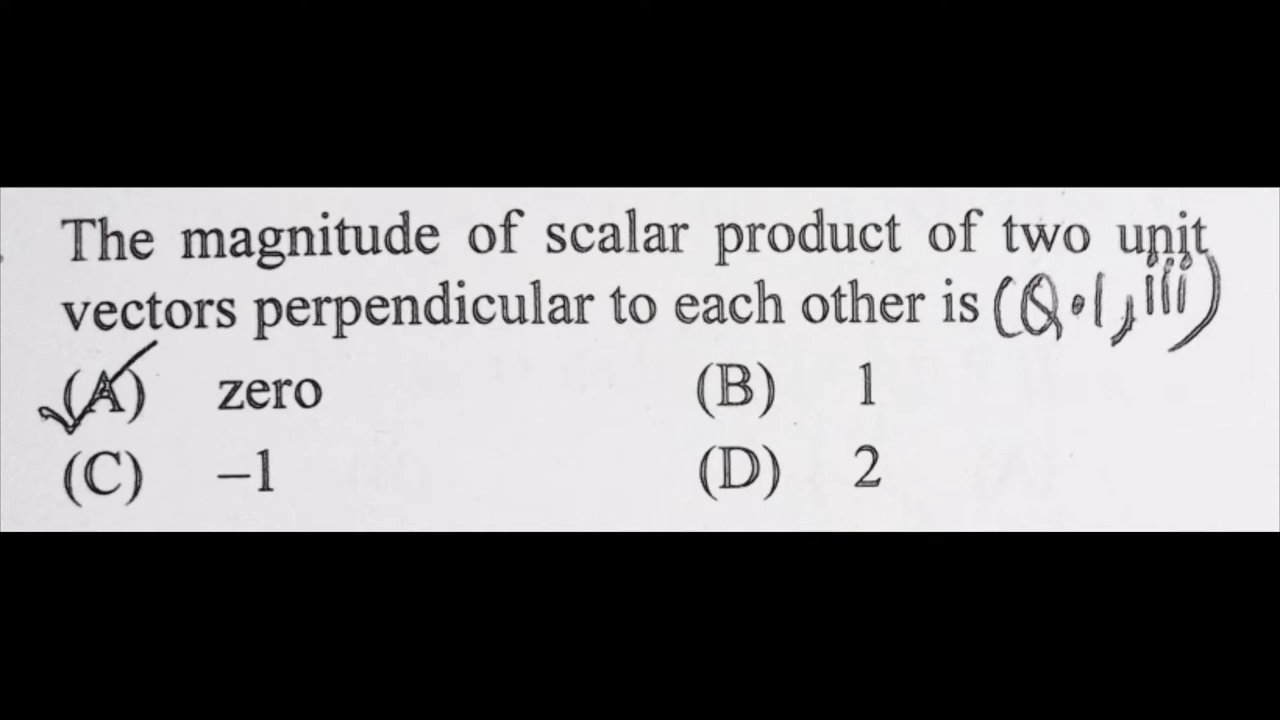 The magnitude of scalar product of two unit
vectors perpendicular to each other is (Q.1, iii)
(A) zero (B) 1
(C) –1 (D) 2